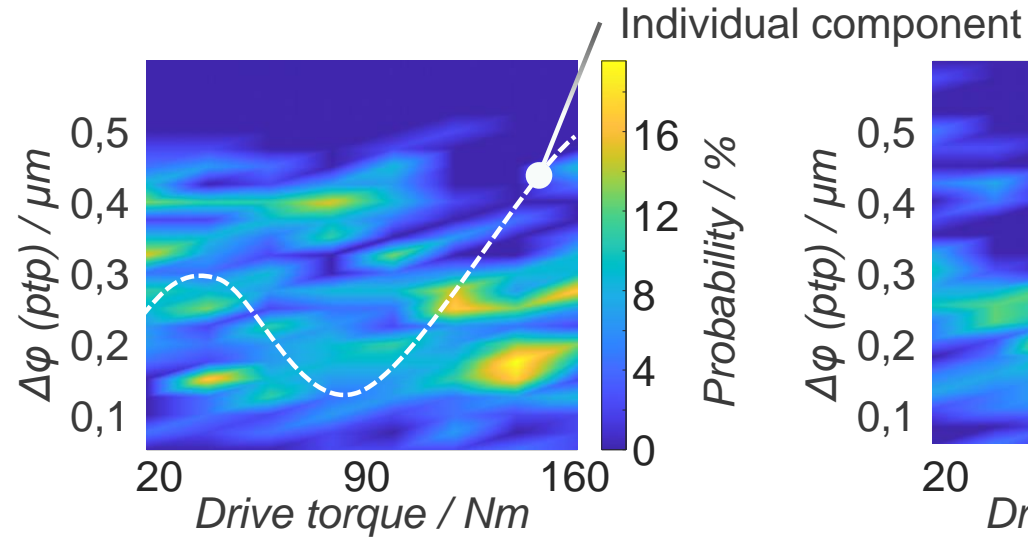 Individual component
0,5
0,4
0,3
0,2
0,1
Δφ (ptp) / μm
20 90 160
Drive torque / Nm
16
12
8
4
0
Probability / %
0,5
0,4
0,3
0,2
0,1
Δφ (ptp) / μm
20
Dr